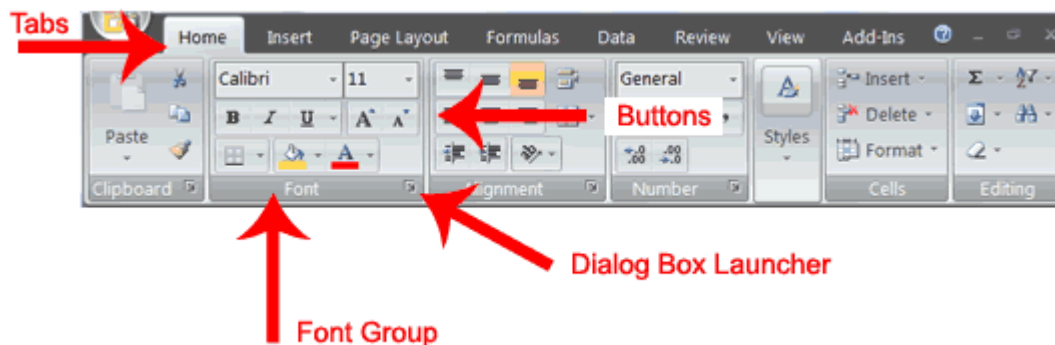 Tabs
Home Insert Page Layout Formulas Data Review View Add-Ins
Calibri 11 General Insert
B I U A A Buttons Delete
Paste Styles Format
A
Clipboard Font Alignment Number Cells Editing
Dialog Box Launcher
Font Group